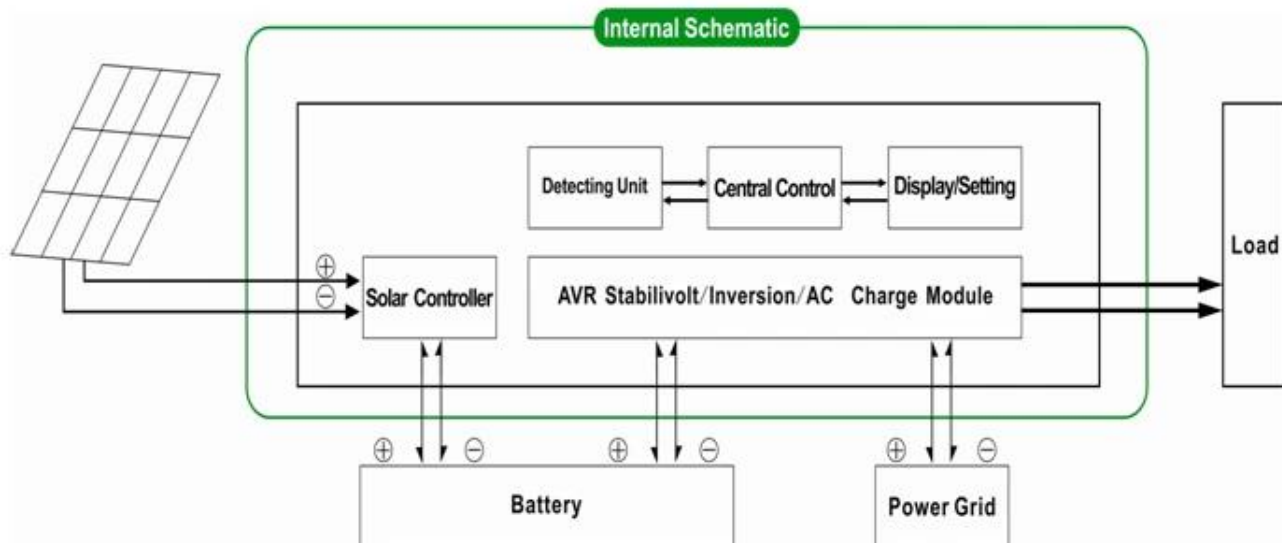 Internal Schematic
Detecting Unit
Central Control
Display/Setting
Load
⊕
⊖
Solar Controller
AVR Stabilivolt/Inversion/AC Charge Module
⊕ ⊖ ⊕ ⊖ ⊕ ⊖
Battery
Power Grid